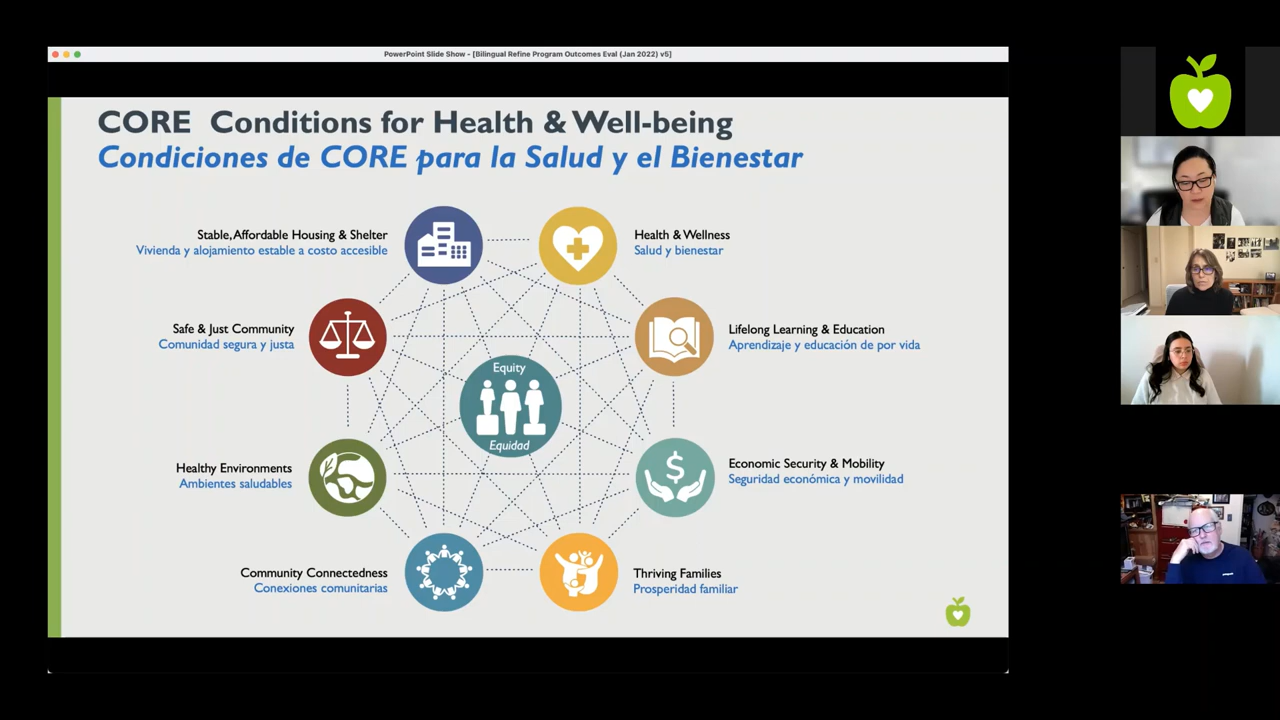 PowerPoint Slide Show - [Bilingual Refine Program Outcomes Eval (Jan 2022) v5]
CORE Conditions for Health & Well-being
Condiciones de CORE para la Salud y el Bienestar
Stable, Affordable Housing & Shelter
Vivienda y alojamiento estable a costo accesible
Health & Wellness
Salud y bienestar
Safe & Just Community
Comunidad segura y justa
Lifelong Learning & Education
Aprendizaje y educación de por vida
Equity
Equidad
Healthy Environments
Ambientes saludables
Economic Security & Mobility
Seguridad económica y movilidad
Community Connectedness
Conexiones comunitarias
Thriving Families
Prosperidad familiar